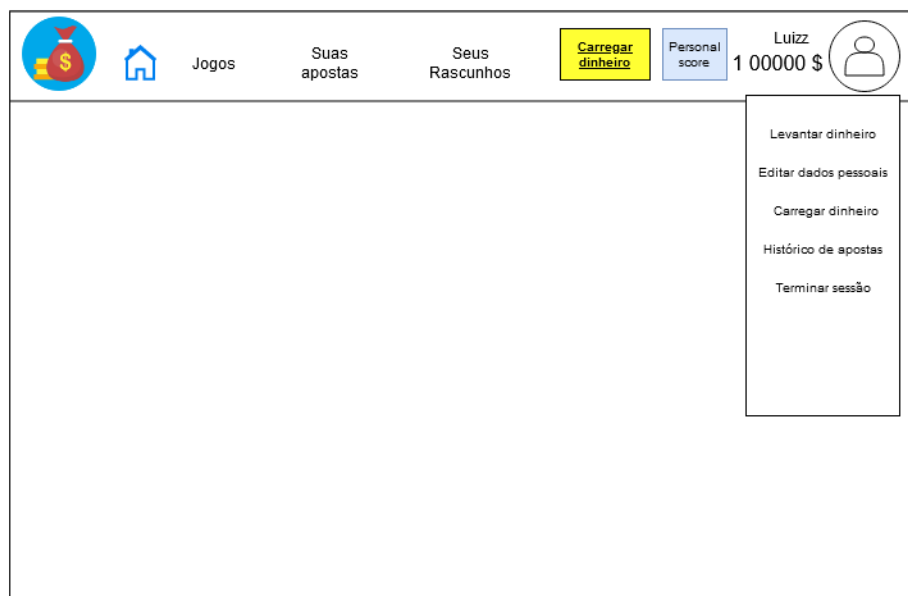 $
Jogos
Suas
apostas
Seus
Rascunhos
Carregar
dinheiro
Personal
score
Luizz
1 00000 $
Levantar dinheiro
Editar dados pessoais
Carregar dinheiro
Histórico de apostas
Terminar sessão